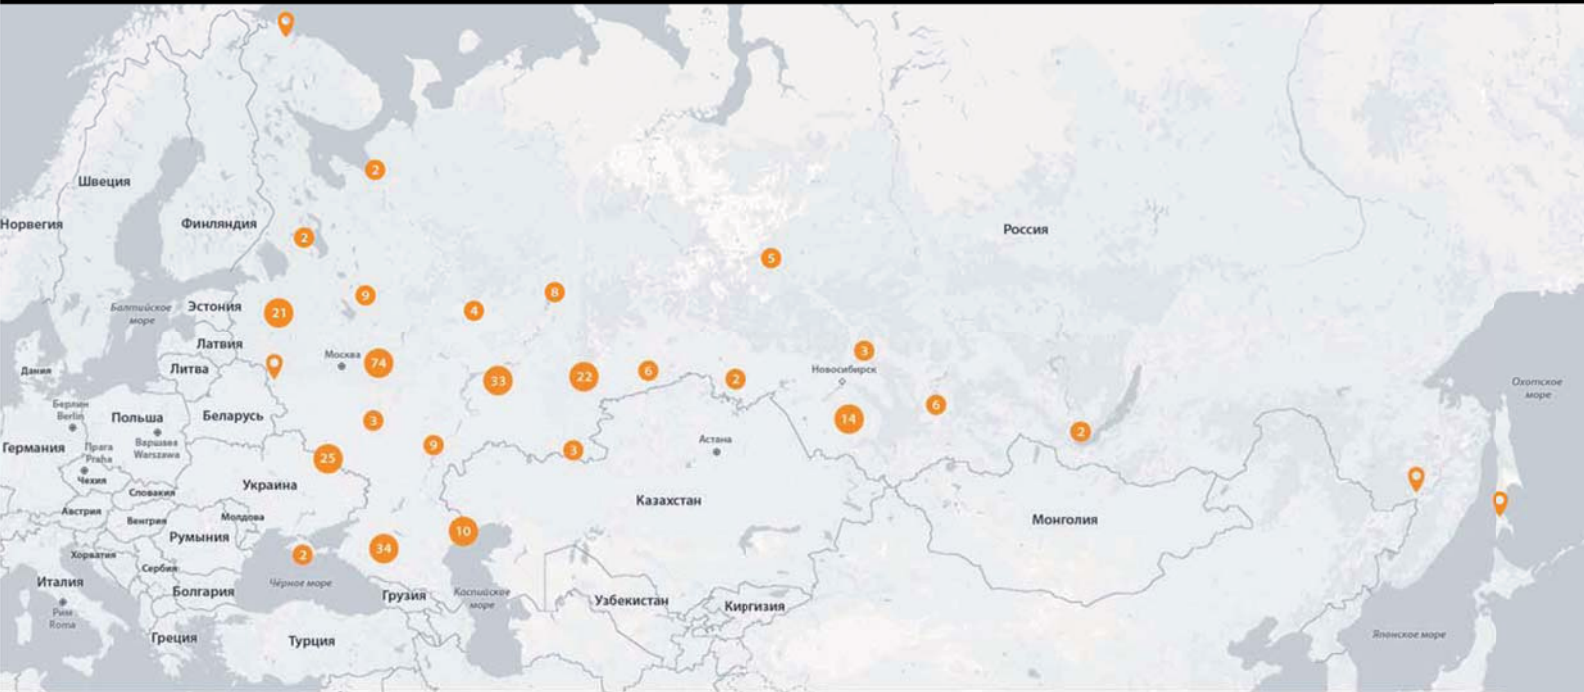 2
Швеция
Норвегия
Финляндия
Россия
2
5
8
9
4
Эстония
Балтийское
море
21
Латвия
3
Москва
74
Литва
Дания
Новосибирск
33
22
6
2
Охотское
море
Берлин
Berlin
Польша
Беларусь
3
14
6
Германия
Варшава
Warszawa
Прага
Praha
9
3
Астана
2
25
Чехия
Украина
Словакия
Казахстан
Австрия
Венгрия
Молдова
Монголия
Румыния
10
Хорватия
2
34
Сербия
Италия
Болгария
Чёрное море
Грузия
Каспийское
море
Узбекистан
Киргизия
Рим
Roma
Греция
Турция
Японское море